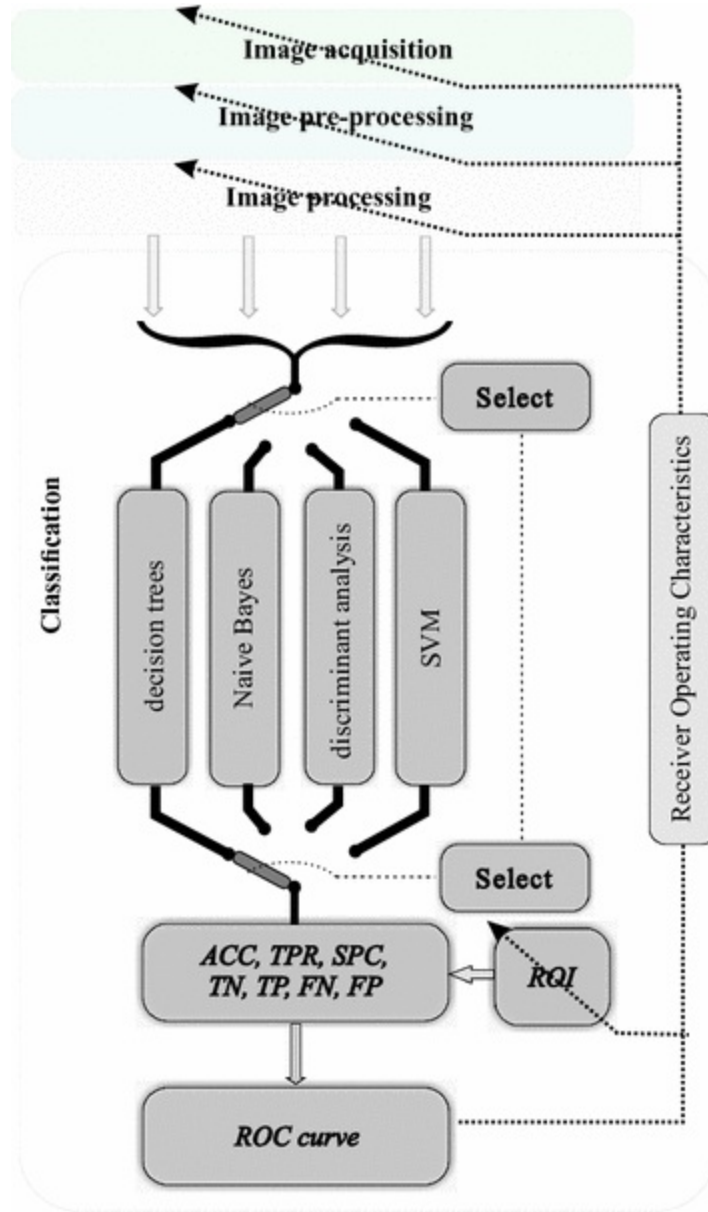 Image acquisition
Image pre-processing
Image processing
Select
Classification
decision trees
Naive Bayes
discriminant analysis
SVM
Receiver Operating Characteristics
Select
ACC, TPR, SPC,
TN, TP, FN, FP
ROI
ROC curve